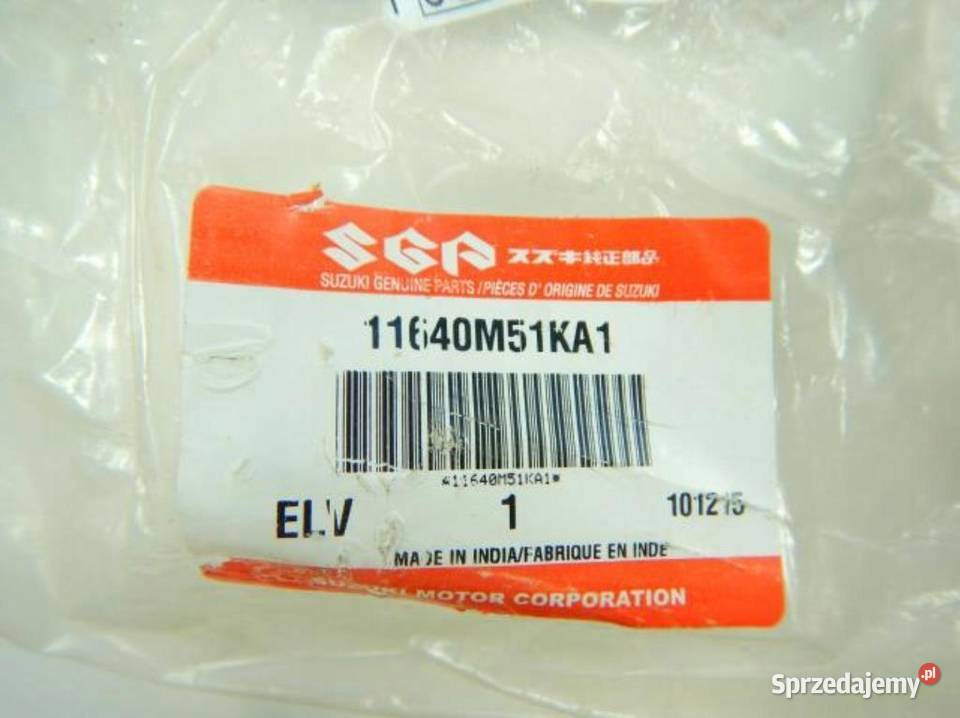 SGP スズキ純正部品
SUZUKI GENUINE PARTS / PIÈCES D' ORIGINE DE SUZUKI
11640M51KA1
*11640M51KA1*
ELV 1 101215
MADE IN INDIA/FABRIQUE EN INDE
SUZUKI MOTOR CORPORATION
Sprzedajemy.pl